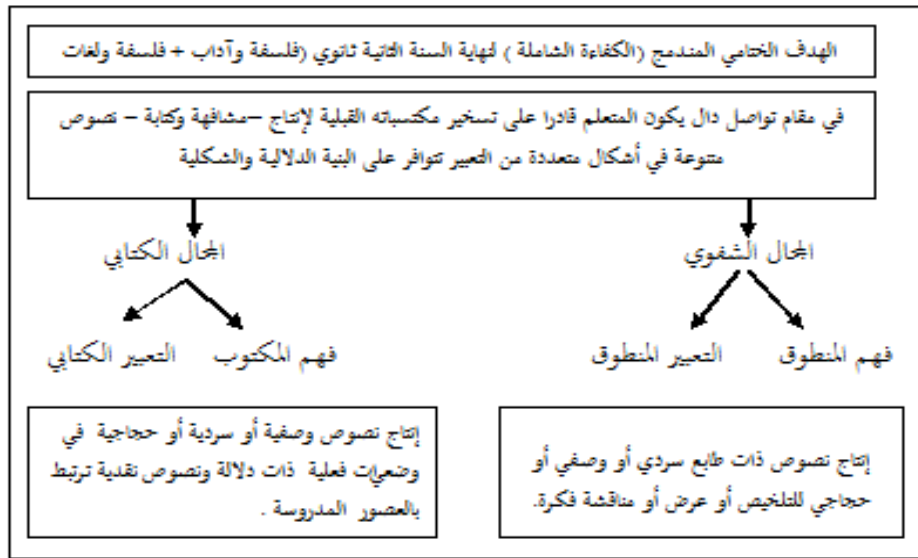 الهدف الختامي المندمج (الكفاءة الشاملة ) لنهاية السنة الثانية ثانوي (فلسفة وآداب + فلسفة ولغات
في مقام تواصل دال يكون المتعلم قادرا على تسخير مكتسباته القبلية لإنتاج –مشافهة وكتابة – نصوص
متنوعة في أشكال متعددة من التعبير تتوافر على البنية الدلالية والشكلية
المجال الشفوي
المجال الكتابي
فهم المنطوق
التعبير المنطوق
فهم المكتوب
التعبير الكتابي
إنتاج نصوص ذات طابع سردي أو وصفي أو
حجاجي للتلخيص أو عرض أو مناقشة فكرة.
إنتاج نصوص وصفية أو سردية أو حجاجية في
وضعيات فعلية ذات دلالة ونصوص نقدية ترتبط
بالعصور المدروسة .